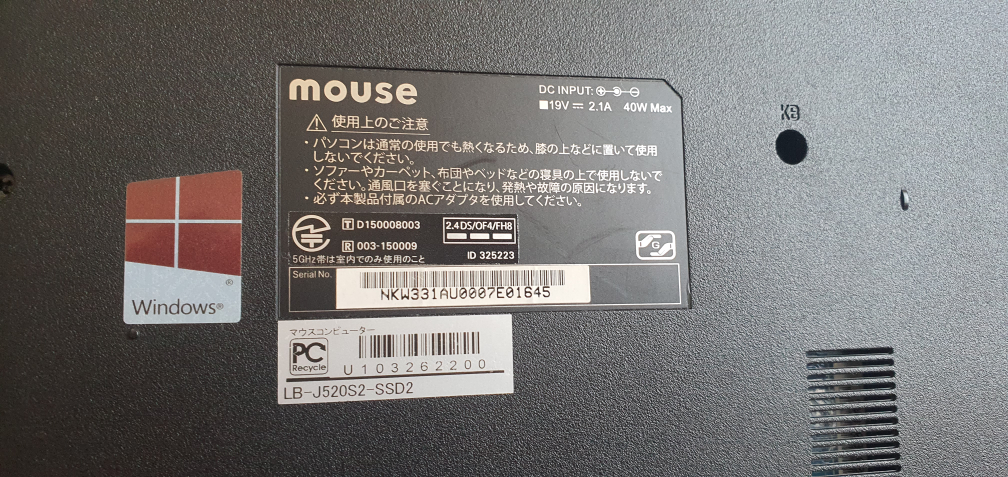 mouse
DC INPUT:
19V 2.1A 40W Max
使用上のご注意
・パソコンは通常の使用でも熱くなるため、膝の上などに置いて使用
しないでください。
・ソファーやカーペット、布団やベッドなどの寝具の上で使用しないで
ください。通風口を塞ぐことになり、発熱や故障の原因になります。
・必ず本製品付属のACアダプタを使用してください。
T D150008003
R 003-150009
2.4DS/OF4/FH8
5GHz帯は室内でのみ使用のこと
ID 325223
G
Serial No.
NKW331AU0007E01645
Windows®
マウスコンピューター
PC
Recycle
U103262200
LB-J520S2-SSD2